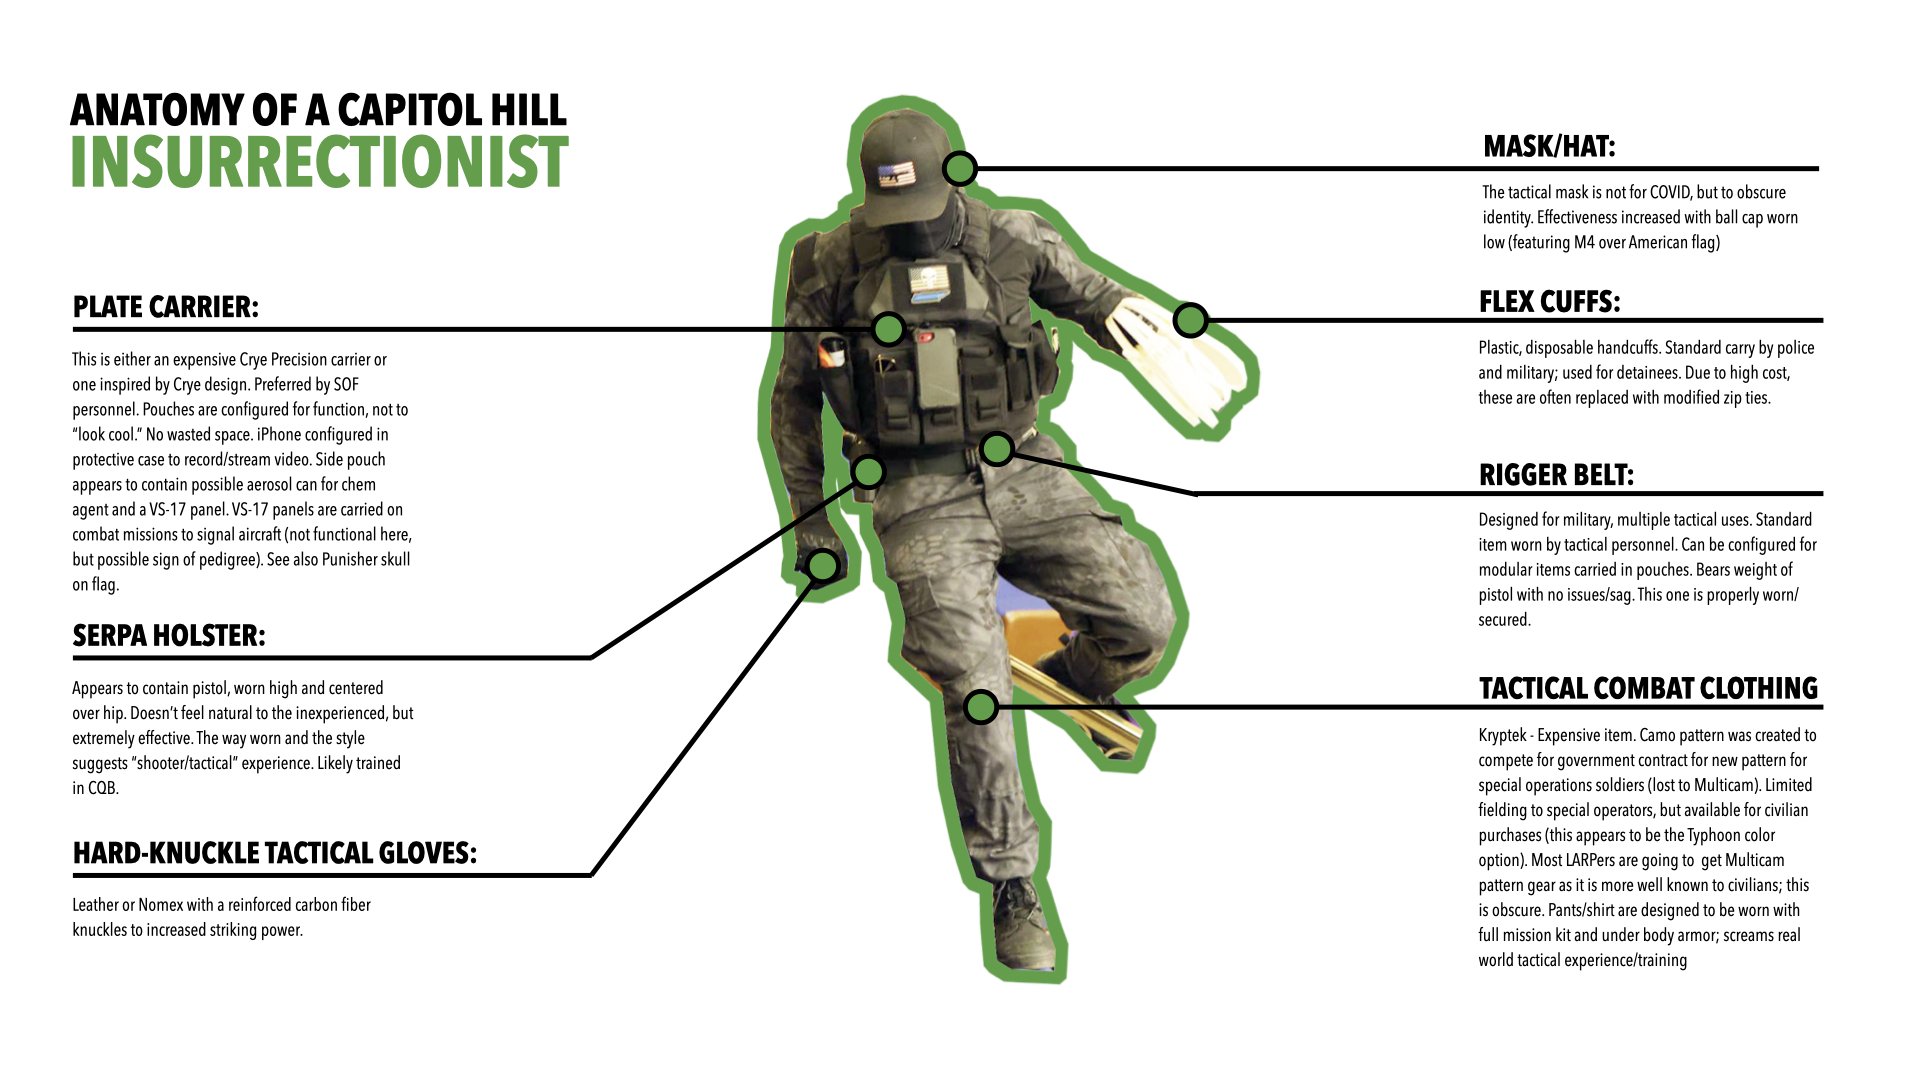 ANATOMY OF A CAPITOL HILL
INSURRECTIONIST
PLATE CARRIER:
This is either an expensive Crye Precision carrier or
one inspired by Crye design. Preferred by SOF
personnel. Pouches are configured for function, not to
"look cool." No wasted space. iPhone configured in
protective case to record/stream video. Side pouch
appears to contain possible aerosol can for chem
agent and a VS-17 panel. VS-17 panels are carried on
combat missions to signal aircraft (not functional here,
but possible sign of pedigree). See also Punisher skull
on flag.
SERPA HOLSTER:
Appears to contain pistol, worn high and centered
over hip. Doesn't feel natural to the inexperienced, but
extremely effective. The way worn and the style
suggests "shooter/tactical" experience. Likely trained
in CQB.
HARD-KNUCKLE TACTICAL GLOVES:
Leather or Nomex with a reinforced carbon fiber
knuckles to increased striking power.
MASK/HAT:
The tactical mask is not for COVID, but to obscure
identity. Effectiveness increased with ball cap worn
low (featuring M4 over American flag)
FLEX CUFFS:
Plastic, disposable handcuffs. Standard carry by police
and military; used for detainees. Due to high cost,
these are often replaced with modified zip ties.
RIGGER BELT:
Designed for military, multiple tactical uses. Standard
item worn by tactical personnel. Can be configured for
modular items carried in pouches. Bears weight of
pistol with no issues/sag. This one is properly worn/
secured.
TACTICAL COMBAT CLOTHING
Kryptek - Expensive item. Camo pattern was created to
compete for government contract for new pattern for
special operations soldiers (lost to Multicam). Limited
fielding to special operators, but available for civilian
purchases (this appears to be the Typhoon color
option). Most LARPers are going to  get Multicam
pattern gear as it is more well known to civilians; this
is obscure. Pants/shirt are designed to be worn with
full mission kit and under body armor; screams real
world tactical experience/training